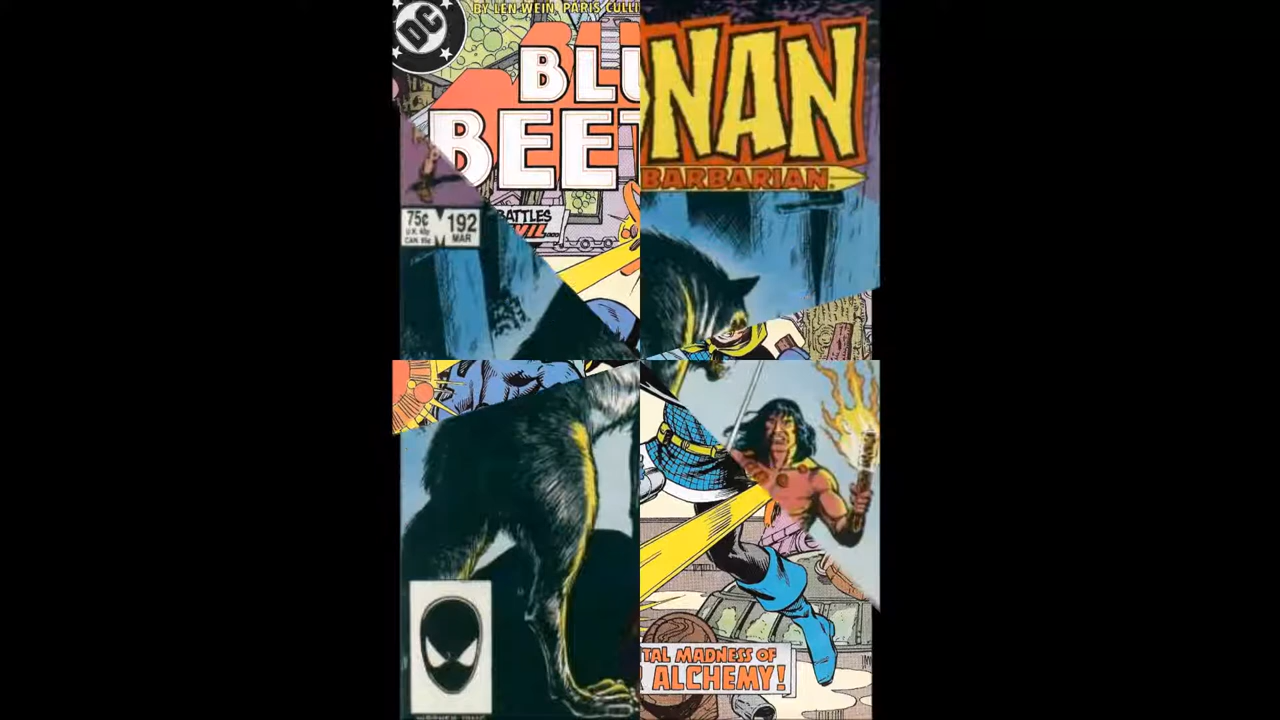 DC
BY LEN WEIN, PARIS CULLI
BLU
NAN
BEET
BARBARIAN
75¢
192
U.K. 40p
CAN. 95¢
MAR
BATTLES
TAL MADNESS OF
R ALCHEMY!